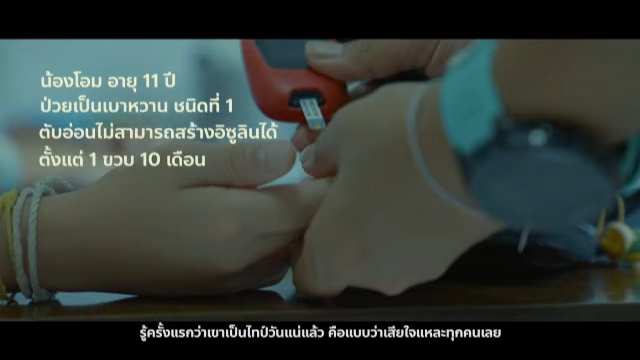 น้องโอม อายุ 11 ปี
ป่วยเป็นเบาหวาน ชนิดที่ 1
ตับอ่อนไม่สามารถสร้างอิซูลินได้
ตั้งแต่ 1 ขวบ 10 เดือน
รู้ครั้งแรกว่าเขาเป็นไทป์วันแน่แล้ว คือแบบว่าเสียใจแหละทุกคนเลย